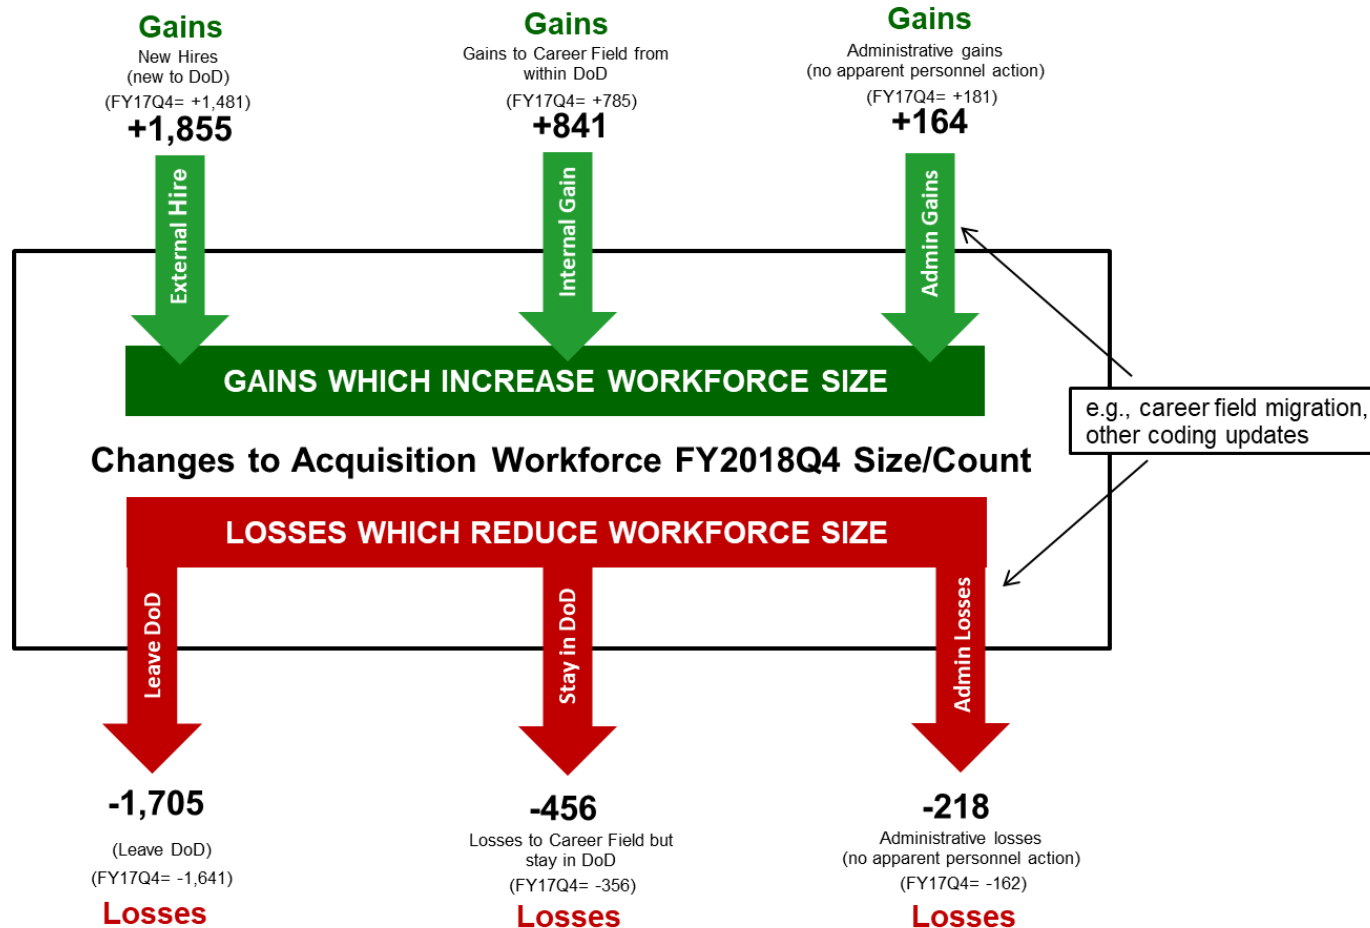 Gains
New Hires
(new to DoD)
(FY17Q4= +1,481)
+1,855
Gains
Gains to Career Field from
within DoD
(FY17Q4= +785)
+841
Gains
Administrative gains
(no apparent personnel action)
(FY17Q4= +181)
+164
External Hire
Internal Gain
Admin Gains
GAINS WHICH INCREASE WORKFORCE SIZE
e.g., career field migration,
other coding updates
Changes to Acquisition Workforce FY2018Q4 Size/Count
LOSSES WHICH REDUCE WORKFORCE SIZE
Leave DoD
Stay in DoD
Admin Losses
-1,705
(Leave DoD)
(FY17Q4= -1,641)
Losses
-456
Losses to Career Field but
stay in DoD
(FY17Q4= -356)
Losses
-218
Administrative losses
(no apparent personnel action)
(FY17Q4= -162)
Losses